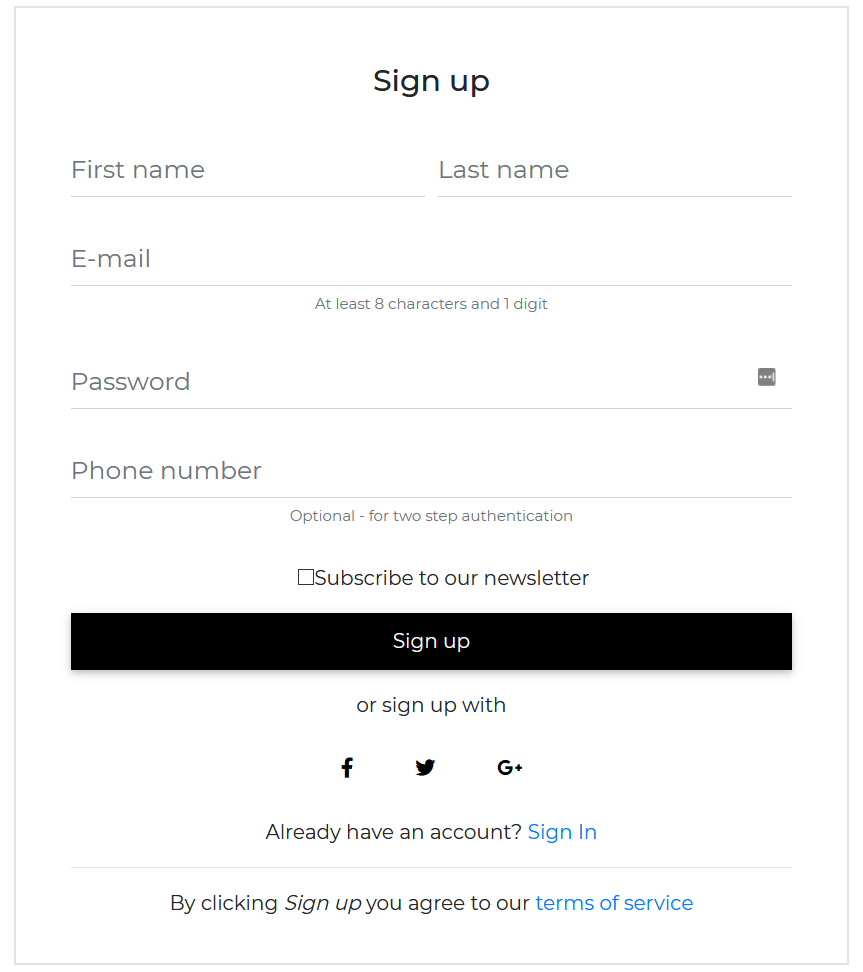 Sign up
First name Last name
E-mail
At least 8 characters and 1 digit
Password
Phone number
Optional - for two step authentication
Subscribe to our newsletter
Sign up
or sign up with
G+
Already have an account? Sign In
By clicking Sign up you agree to our terms of service